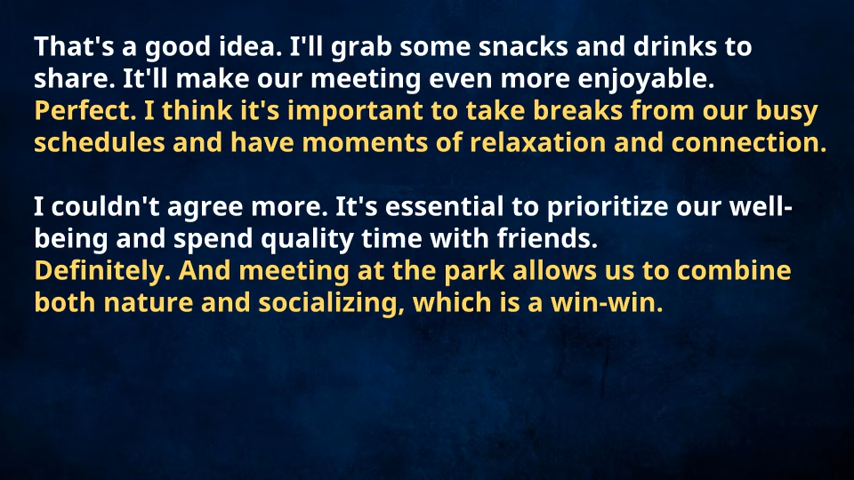 That's a good idea. I'll grab some snacks and drinks to
share. It'll make our meeting even more enjoyable.
Perfect. I think it's important to take breaks from our busy
schedules and have moments of relaxation and connection.
I couldn't agree more. It's essential to prioritize our well-
being and spend quality time with friends.
Definitely. And meeting at the park allows us to combine
both nature and socializing, which is a win-win.